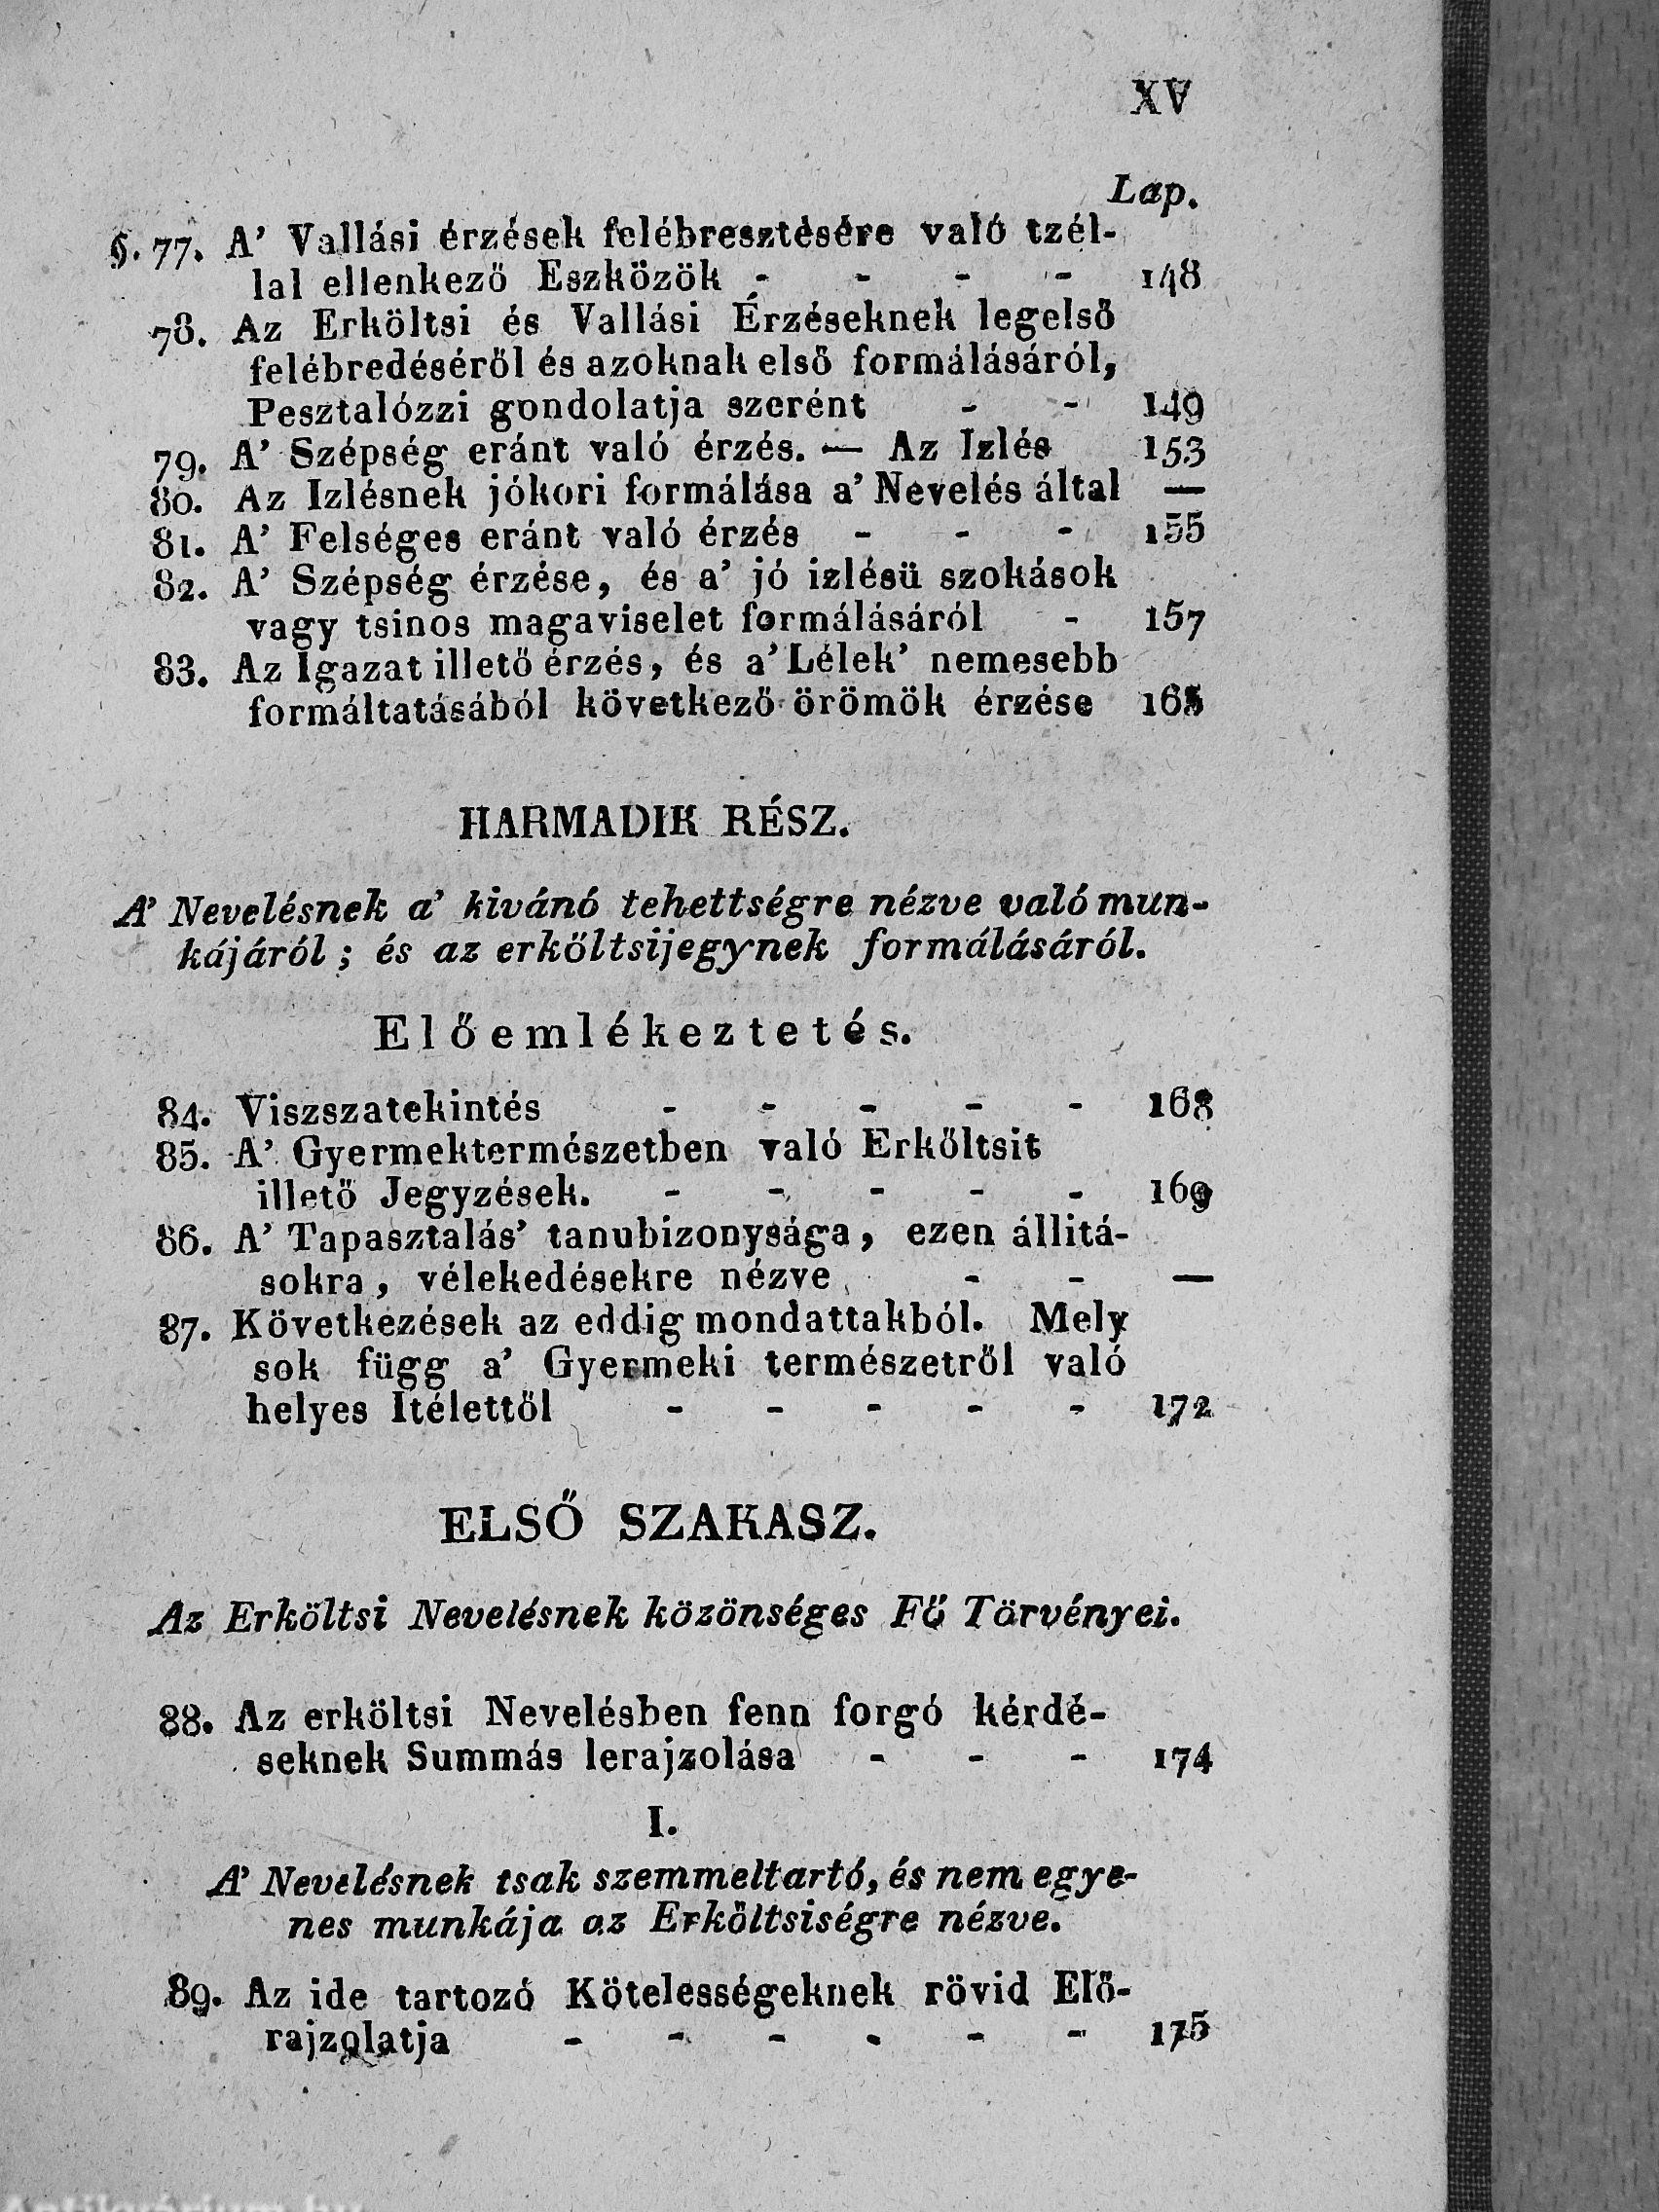 XV
Lap.
§. 77. A' Vallási érzések felébresztésére való tzél-
lal ellenkező Eszközök - - - - 148
78. Az Erköltsi és Vallási Érzéseknek legelső
felébredéséről és azoknak első formálásáról,
Pesztalózzi gondolatja szerént - - 149
79. A' Szépség eránt való érzés. — Az Izlés 153
80. Az Izlésnek jókori formálása a' Nevelés által —
81. A' Felséges eránt való érzés - - - 155
82. A' Szépség érzése, és a' jó izlésü szokások
vagy tsinos magaviselet formálásáról - 157
83. Az Igazat illető érzés, és a' Lélek' nemesebb
formáltatásából következő örömök érzése
HARMADIK RÉSZ.
A' Nevelésnek a' kivánó tehettségre nézve való mun-
kájáról; és az erköltsijegynek formálásáról.
Előemlékeztetés.
84. Viszszatekintés - - - - - 168
85. A' Gyermektermészetben való Erköltsit
illető Jegyzések. - - - - - 169
86. A' Tapasztalás' tanubizonysága, ezen állitá-
sokra, vélekedésekre nézve - - —
87. Következések az eddig mondattakból. Mely
sok függ a' Gyermeki természetről való
helyes Itélettől - - - - - 172
ELSŐ SZAKASZ.
Az Erköltsi Nevelésnek közönséges Fő Törvényei.
88. Az erköltsi Nevelésben fenn forgó kérdé-
seknek Summás lerajzolása - - - 174
I.
A' Nevelésnek tsak szemmeltartó, és nem egye-
nes munkája az Erköltsiségre nézve.
89. Az ide tartozó Kötelességeknek rövid Elő-
rajzolatja - - - - - - 175